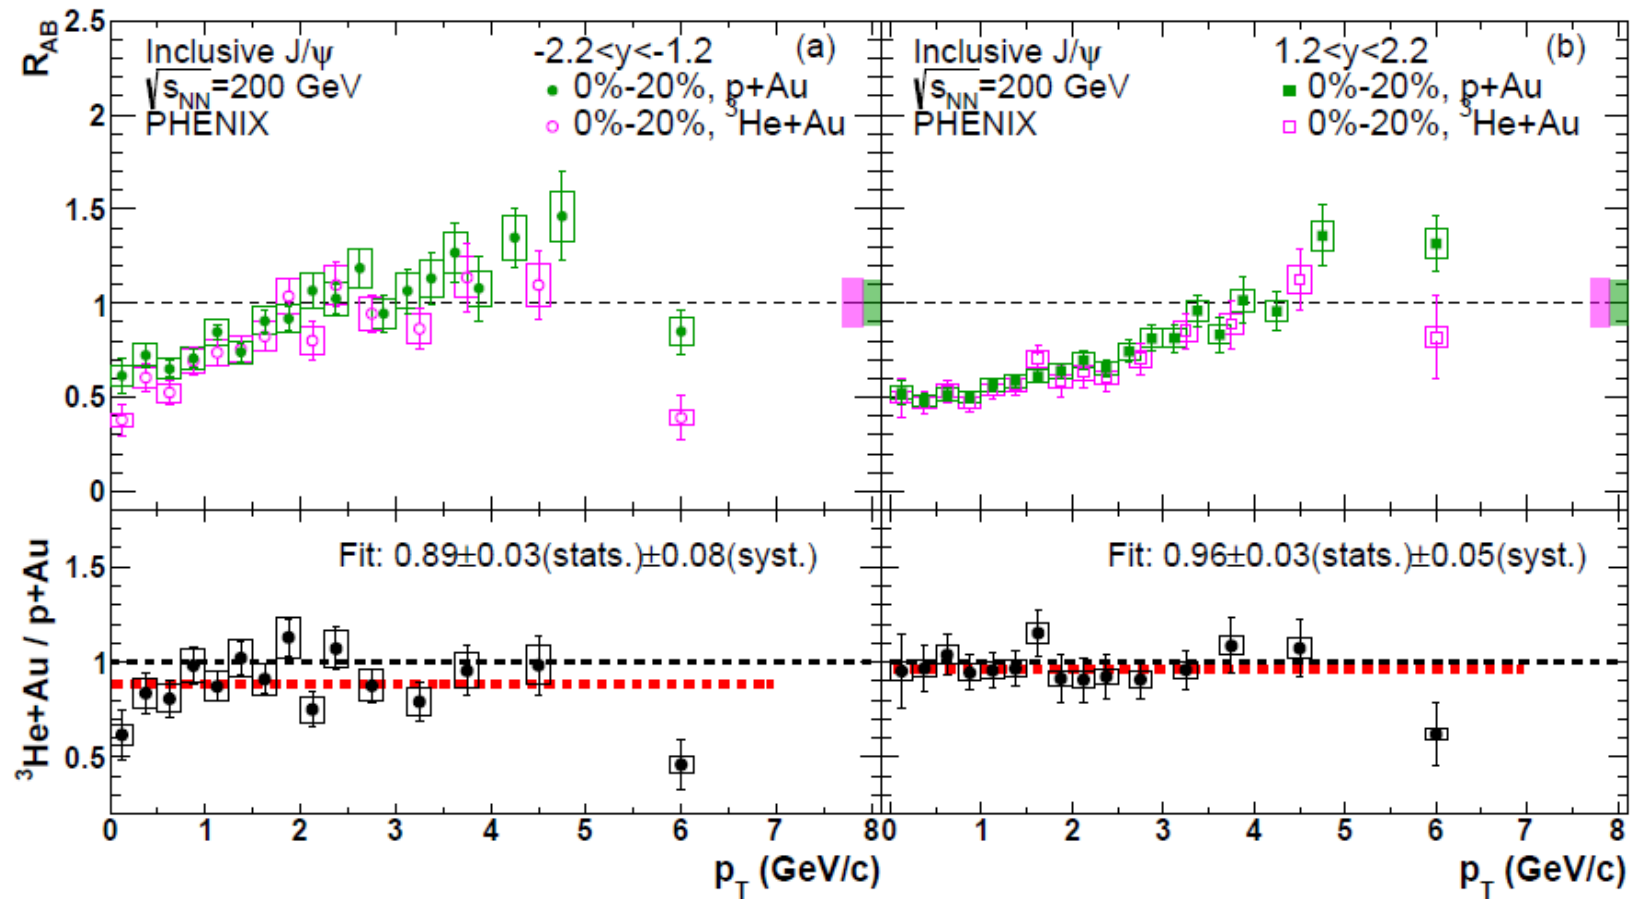 R_AB
2.5
2
1.5
1
0.5
0
Inclusive J/ψ
√s_NN=200 GeV
PHENIX
-2.2<y<-1.2
(a)
0%-20%, p+Au
0%-20%, ³He+Au
Inclusive J/ψ
√s_NN=200 GeV
PHENIX
1.2<y<2.2
(b)
0%-20%, p+Au
0%-20%, ³He+Au
³He+Au / p+Au
1.5
1
0.5
Fit: 0.89±0.03(stats.)±0.08(syst.)
Fit: 0.96±0.03(stats.)±0.05(syst.)
0 1 2 3 4 5 6 7 8 0 1 2 3 4 5 6 7 8
p_T (GeV/c)
p_T (GeV/c)